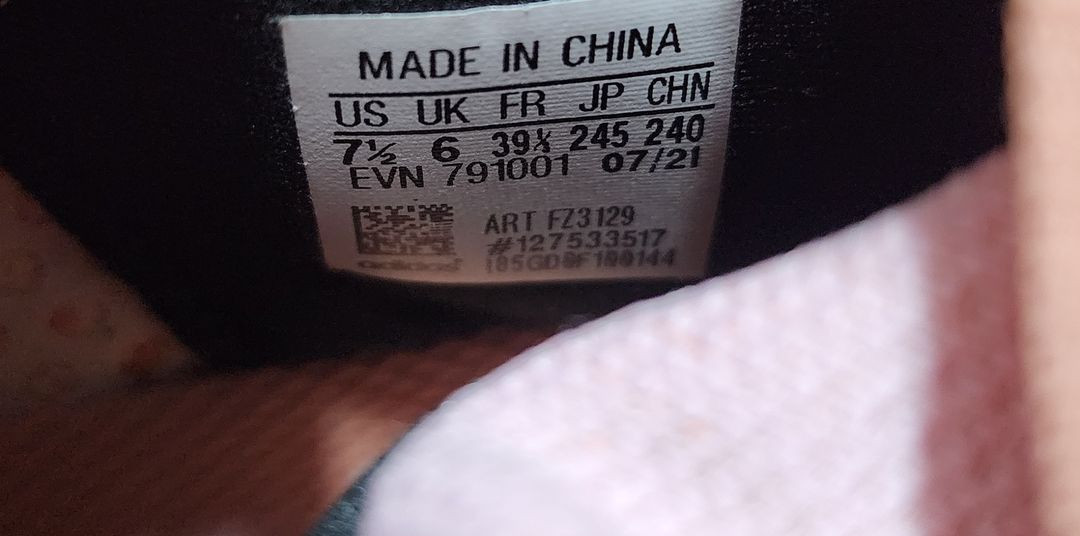 MADE IN CHINA
US UK FR JP CHN
7½ 6 39⅓ 245 240
EVN 791001 07/21
ART FZ3129
#127533517
adidas